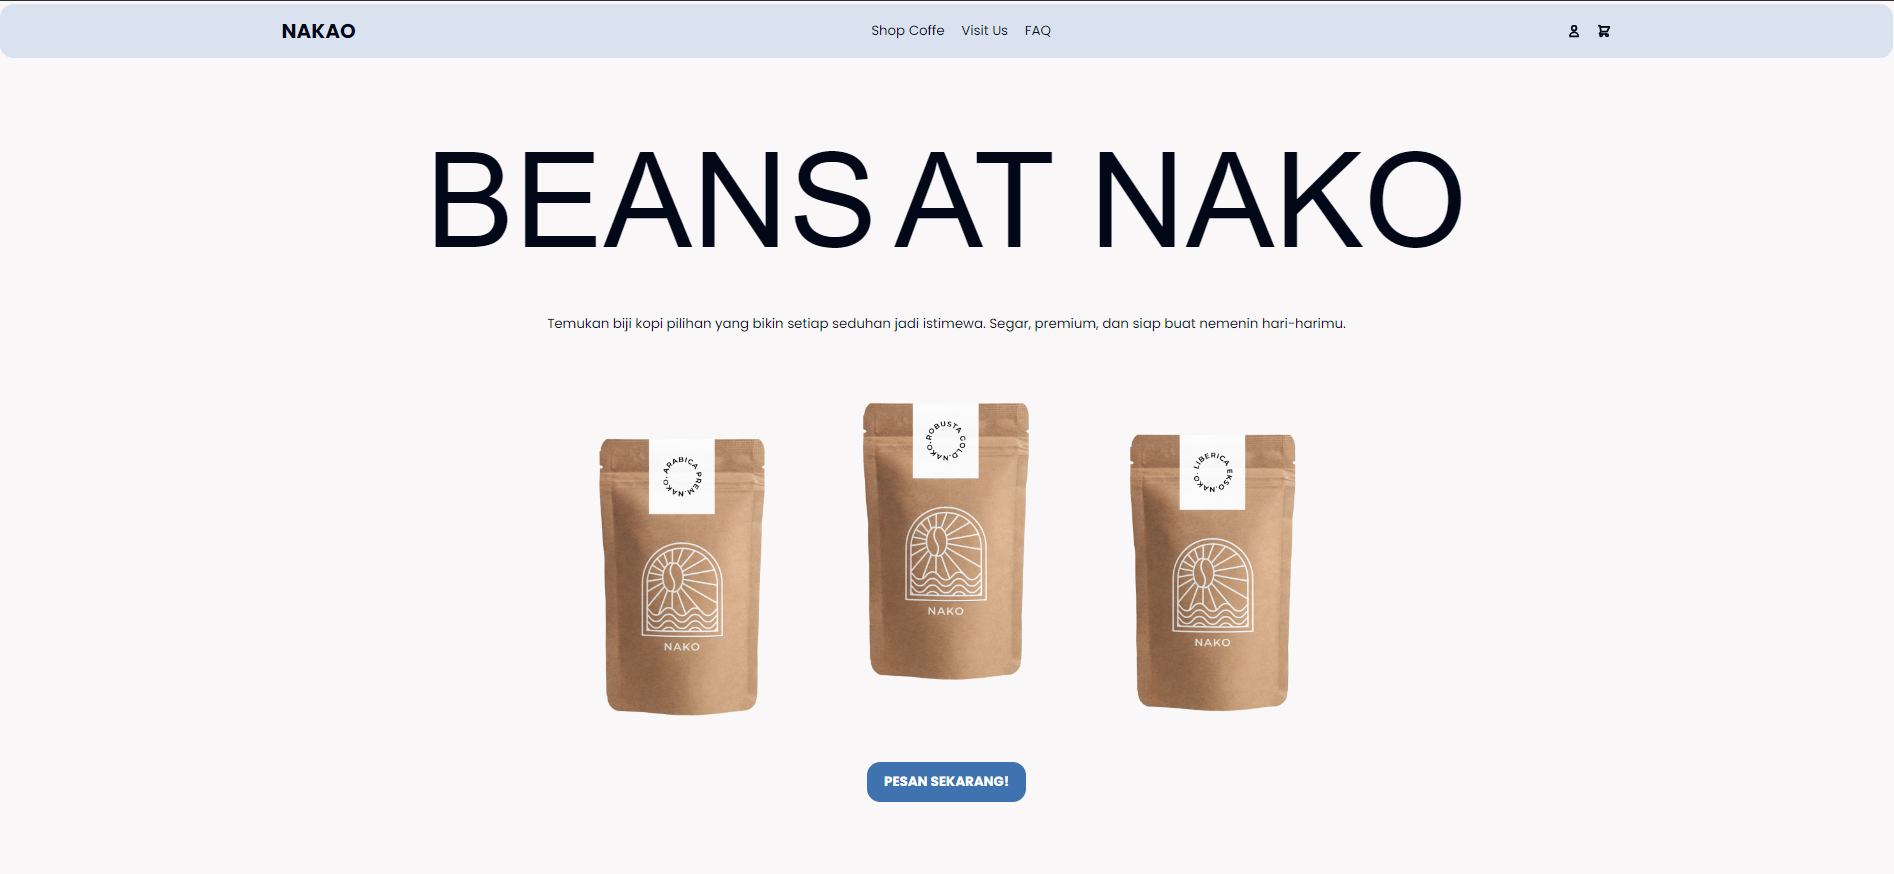 NAKAO
Shop Coffe
Visit Us
FAQ
BEANS AT NAKO
Temukan biji kopi pilihan yang bikin setiap seduhan jadi istimewa. Segar, premium, dan siap buat nemenin hari-harimu.
ARABICA PREM.NAKO.
NAKO
ROBUSTA GOLD.NAKO.
NAKO
LIBERICA EKSO.NAKO.
NAKO
PESAN SEKARANG!